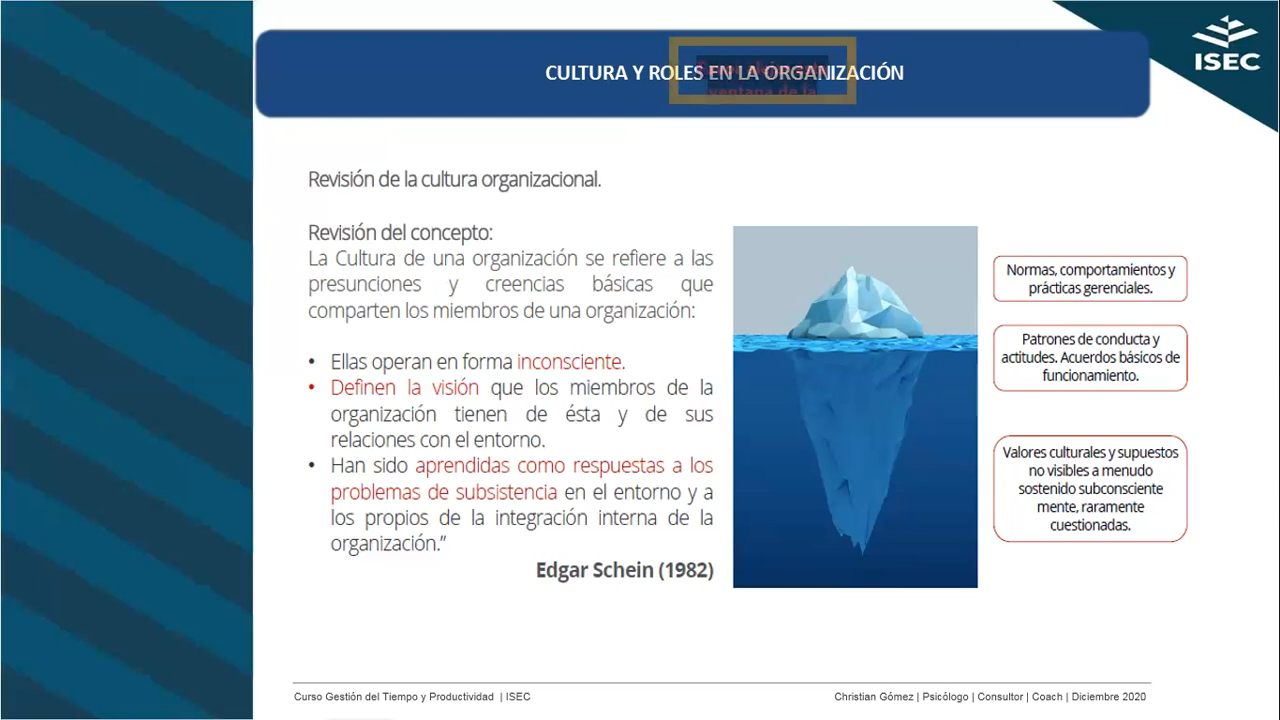 ISEC
CULTURA Y ROLES EN LA ORGANIZACIÓN
ventana de la
Revisión de la cultura organizacional.
Revisión del concepto:
La Cultura de una organización se refiere a las
presunciones y creencias básicas que
comparten los miembros de una organización:
• Ellas operan en forma inconsciente.
• Definen la visión que los miembros de la
organización tienen de ésta y de sus
relaciones con el entorno.
• Han sido aprendidas como respuestas a los
problemas de subsistencia en el entorno y a
los propios de la integración interna de la
organización.”
Edgar Schein (1982)
Normas, comportamientos y
prácticas gerenciales.
Patrones de conducta y
actitudes. Acuerdos básicos de
funcionamiento.
Valores culturales y supuestos
no visibles a menudo
sostenido subconsciente
mente, raramente
cuestionadas.
Curso Gestión del Tiempo y Productividad | ISEC
Christian Gómez | Psicólogo | Consultor | Coach | Diciembre 2020